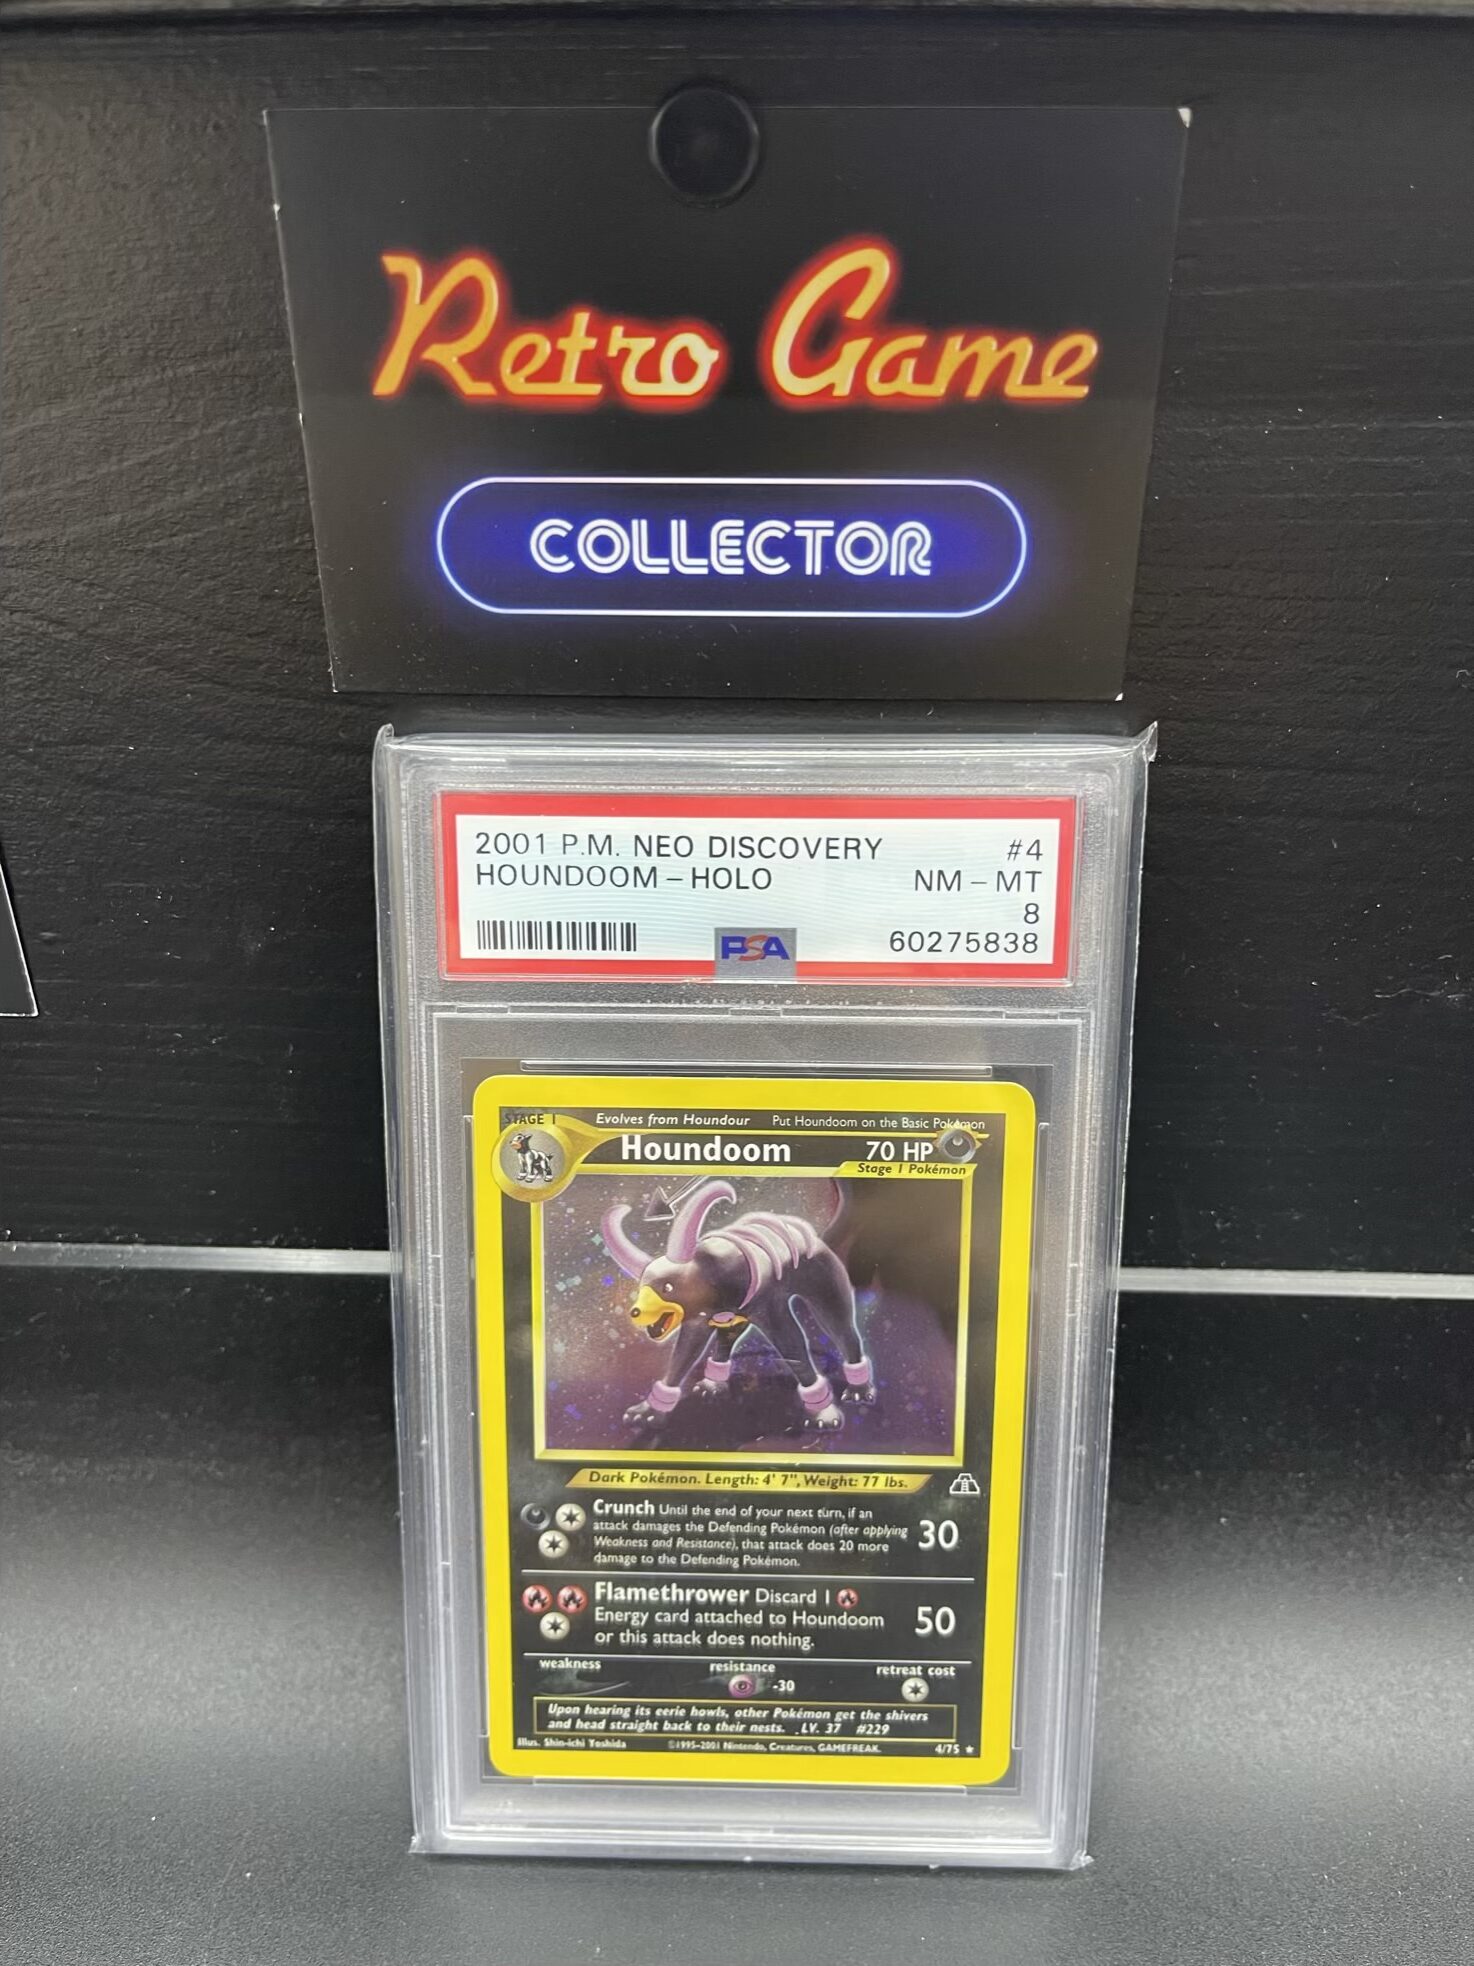 Retro Game
COLLECTOR
2001 P.M. NEO DISCOVERY #4
HOUNDOOM - HOLO NM - MT
8
PSA 60275838
STAGE 1 Evolves from Houndour Put Houndoom on the Basic Pokémon
Houndoom 70 HP
Stage 1 Pokémon
Dark Pokémon. Length: 4' 7", Weight: 77 lbs.
Crunch Until the end of your next turn, if an
attack damages the Defending Pokémon (after applying
Weakness and Resistance), that attack does 20 more
damage to the Defending Pokémon.
30
Flamethrower Discard 1
Energy card attached to Houndoom
or this attack does nothing.
50
weakness resistance retreat cost
-30
Upon hearing its eerie howls, other Pokémon get the shivers
and head straight back to their nests. LV. 37 #229
Illus. Shin-ichi Yoshida ©1995-2001 Nintendo, Creatures, GAMEFREAK. 4/75 ★